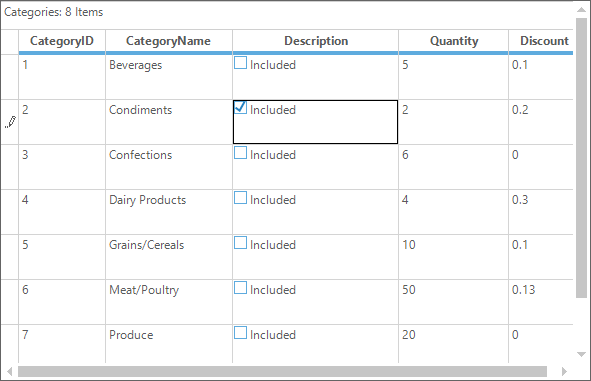 Categories: 8 Items
CategoryID CategoryName Description Quantity Discount
1 Beverages Included 5 0.1
2 Condiments Included 2 0.2
3 Confections Included 6 0
4 Dairy Products Included 4 0.3
5 Grains/Cereals Included 10 0.1
6 Meat/Poultry Included 50 0.13
7 Produce Included 20 0